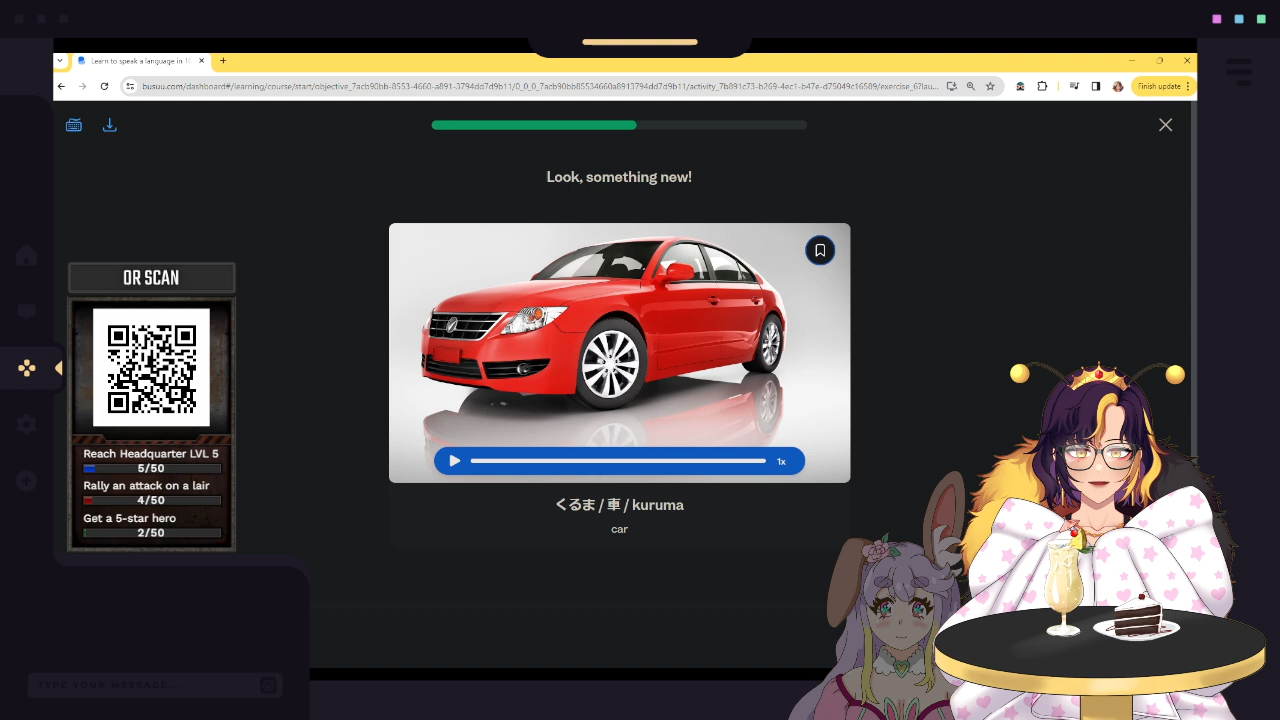 Learn to speak a language in 10
busuu.com/dashboard#/learning/course/start/objective_7acb90bb-8553-4660-a891-3794dd7d9b11/0_0_0_7acb90bb85534660a8913794dd7d9b11/activity_7b891c73-b269-4ec1-b47e-d75049c16589/exercise_6?lau...
Finish update
Look, something new!
OR SCAN
1x
Reach Headquarter LVL 5
5/50
Rally an attack on a lair
4/50
Get a 5-star hero
2/50
くるま / 車 / kuruma
car
TYPE YOUR MESSAGE...